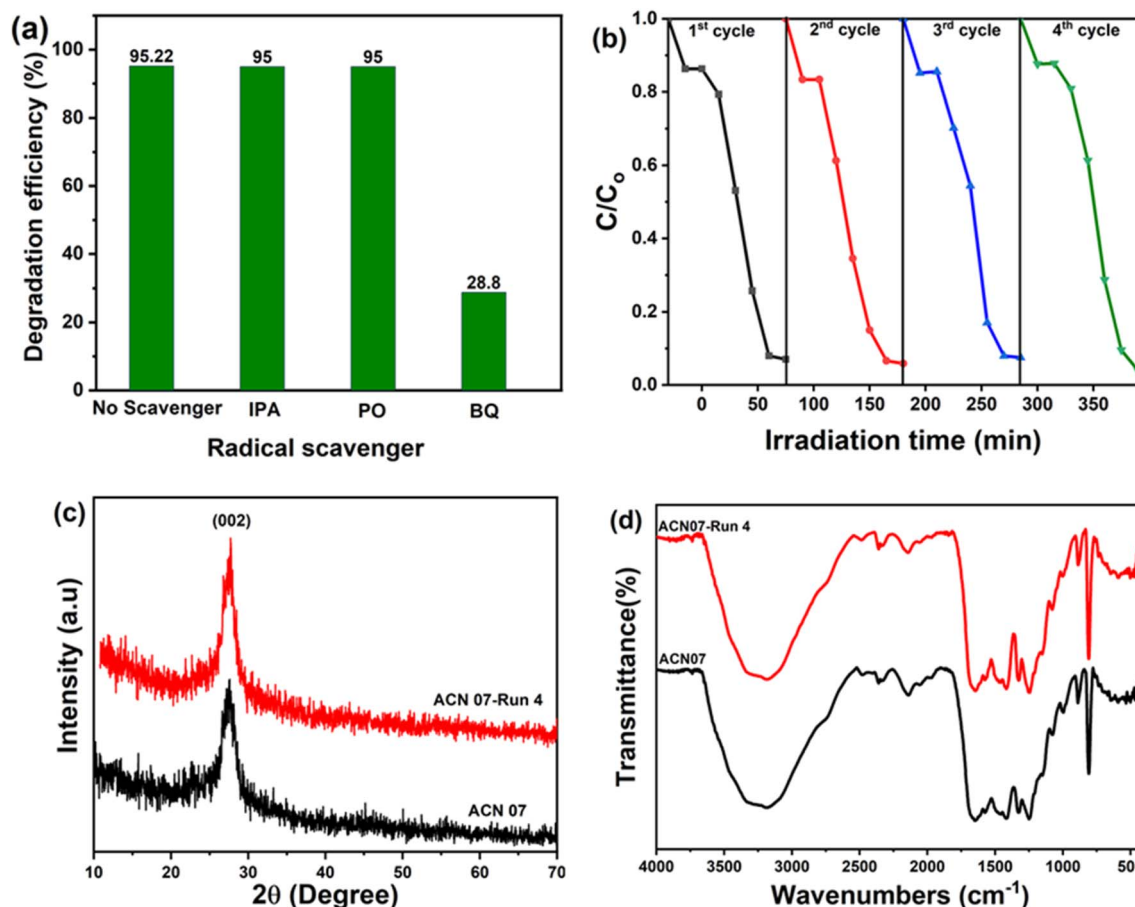 (a)
Degradation efficiency (%)
100
80
60
40
20
0
95.22
95
95
28.8
No Scavenger IPA PO BQ
Radical scavenger
(b)
C/Co
1.0
0.8
0.6
0.4
0.2
0.0
1st cycle 2nd cycle 3rd cycle 4th cycle
0 50 100 150 200 250 300 350
Irradiation time (min)
(c)
Intensity (a.u)
(002)
ACN 07-Run 4
ACN 07
10 20 30 40 50 60 70
2θ (Degree)
(d)
Transmittance(%)
ACN07-Run 4
ACN07
4000 3500 3000 2500 2000 1500 1000 50
Wavenumbers (cm-1)